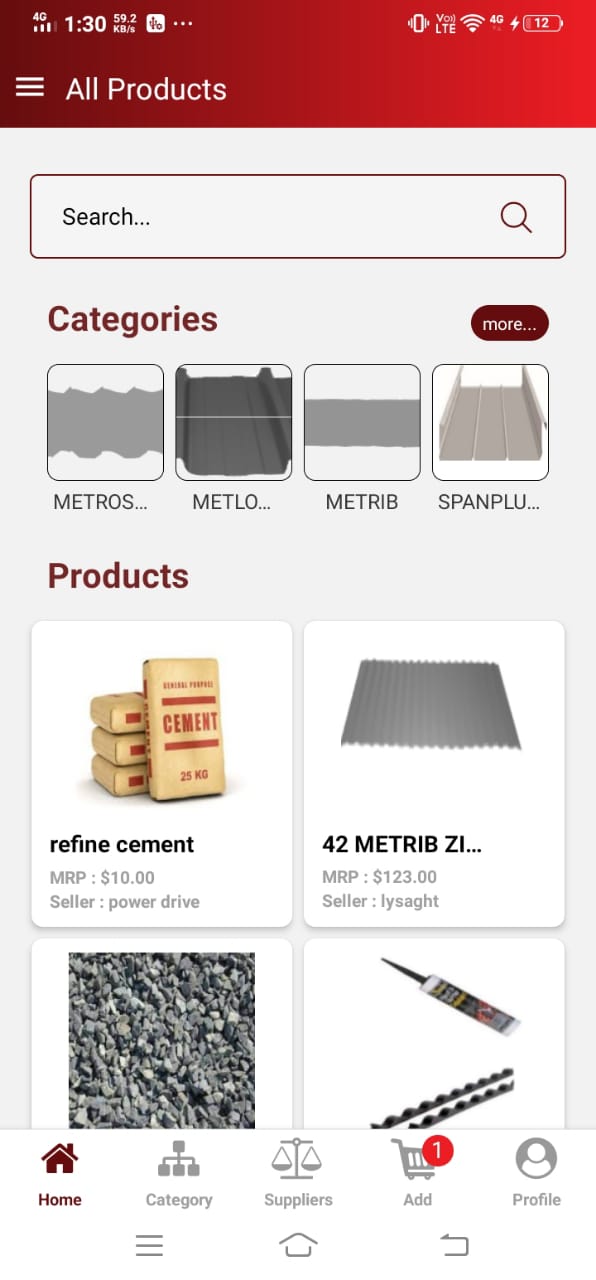 4G 1:30 59.2 KB/s ... Vo) LTE 4G 12
All Products
Search...
Categories
more...
METROS... METLO... METRIB SPANPLU...
Products
GENERAL PURPOSE
CEMENT
25 KG
refine cement 42 METRIB ZI...
MRP : $10.00 MRP : $123.00
Seller : power drive Seller : lysaght
1
Home Category Suppliers Add Profile